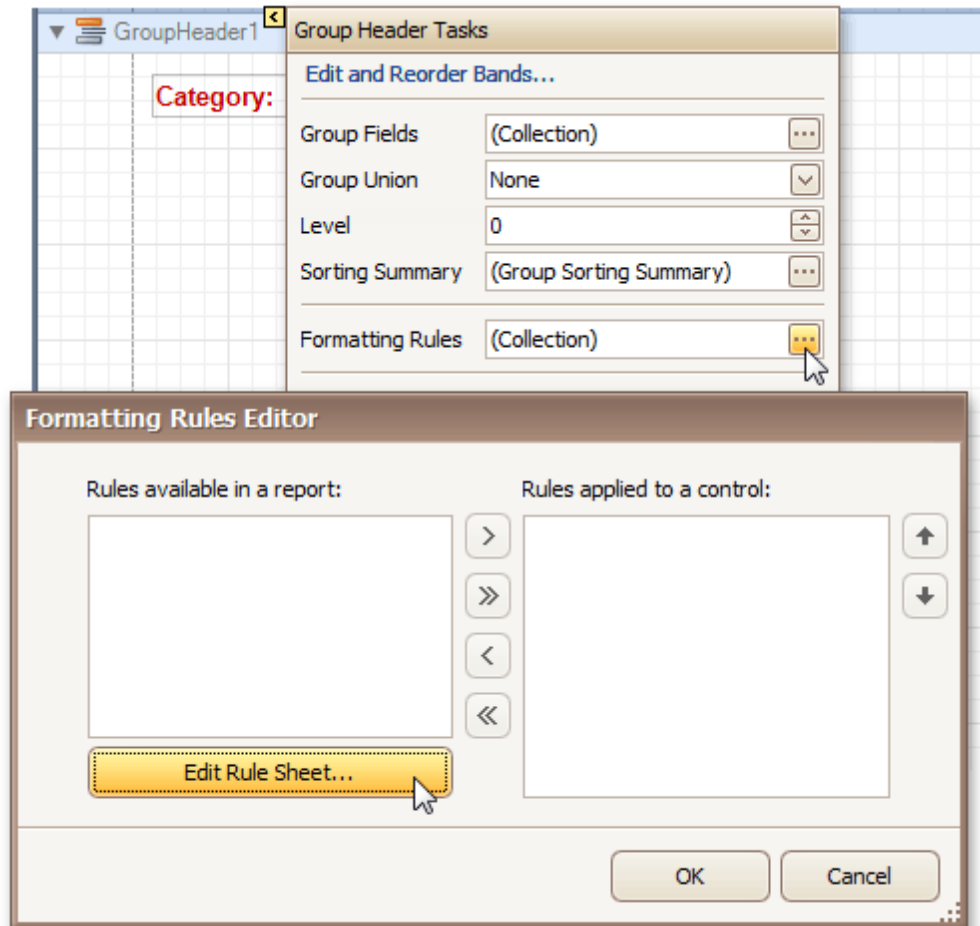 GroupHeader1
Group Header Tasks
Edit and Reorder Bands...
Category:
Group Fields (Collection)
Group Union None
Level 0
Sorting Summary (Group Sorting Summary)
Formatting Rules (Collection)
Formatting Rules Editor
Rules available in a report: Rules applied to a control:
Edit Rule Sheet...
OK Cancel